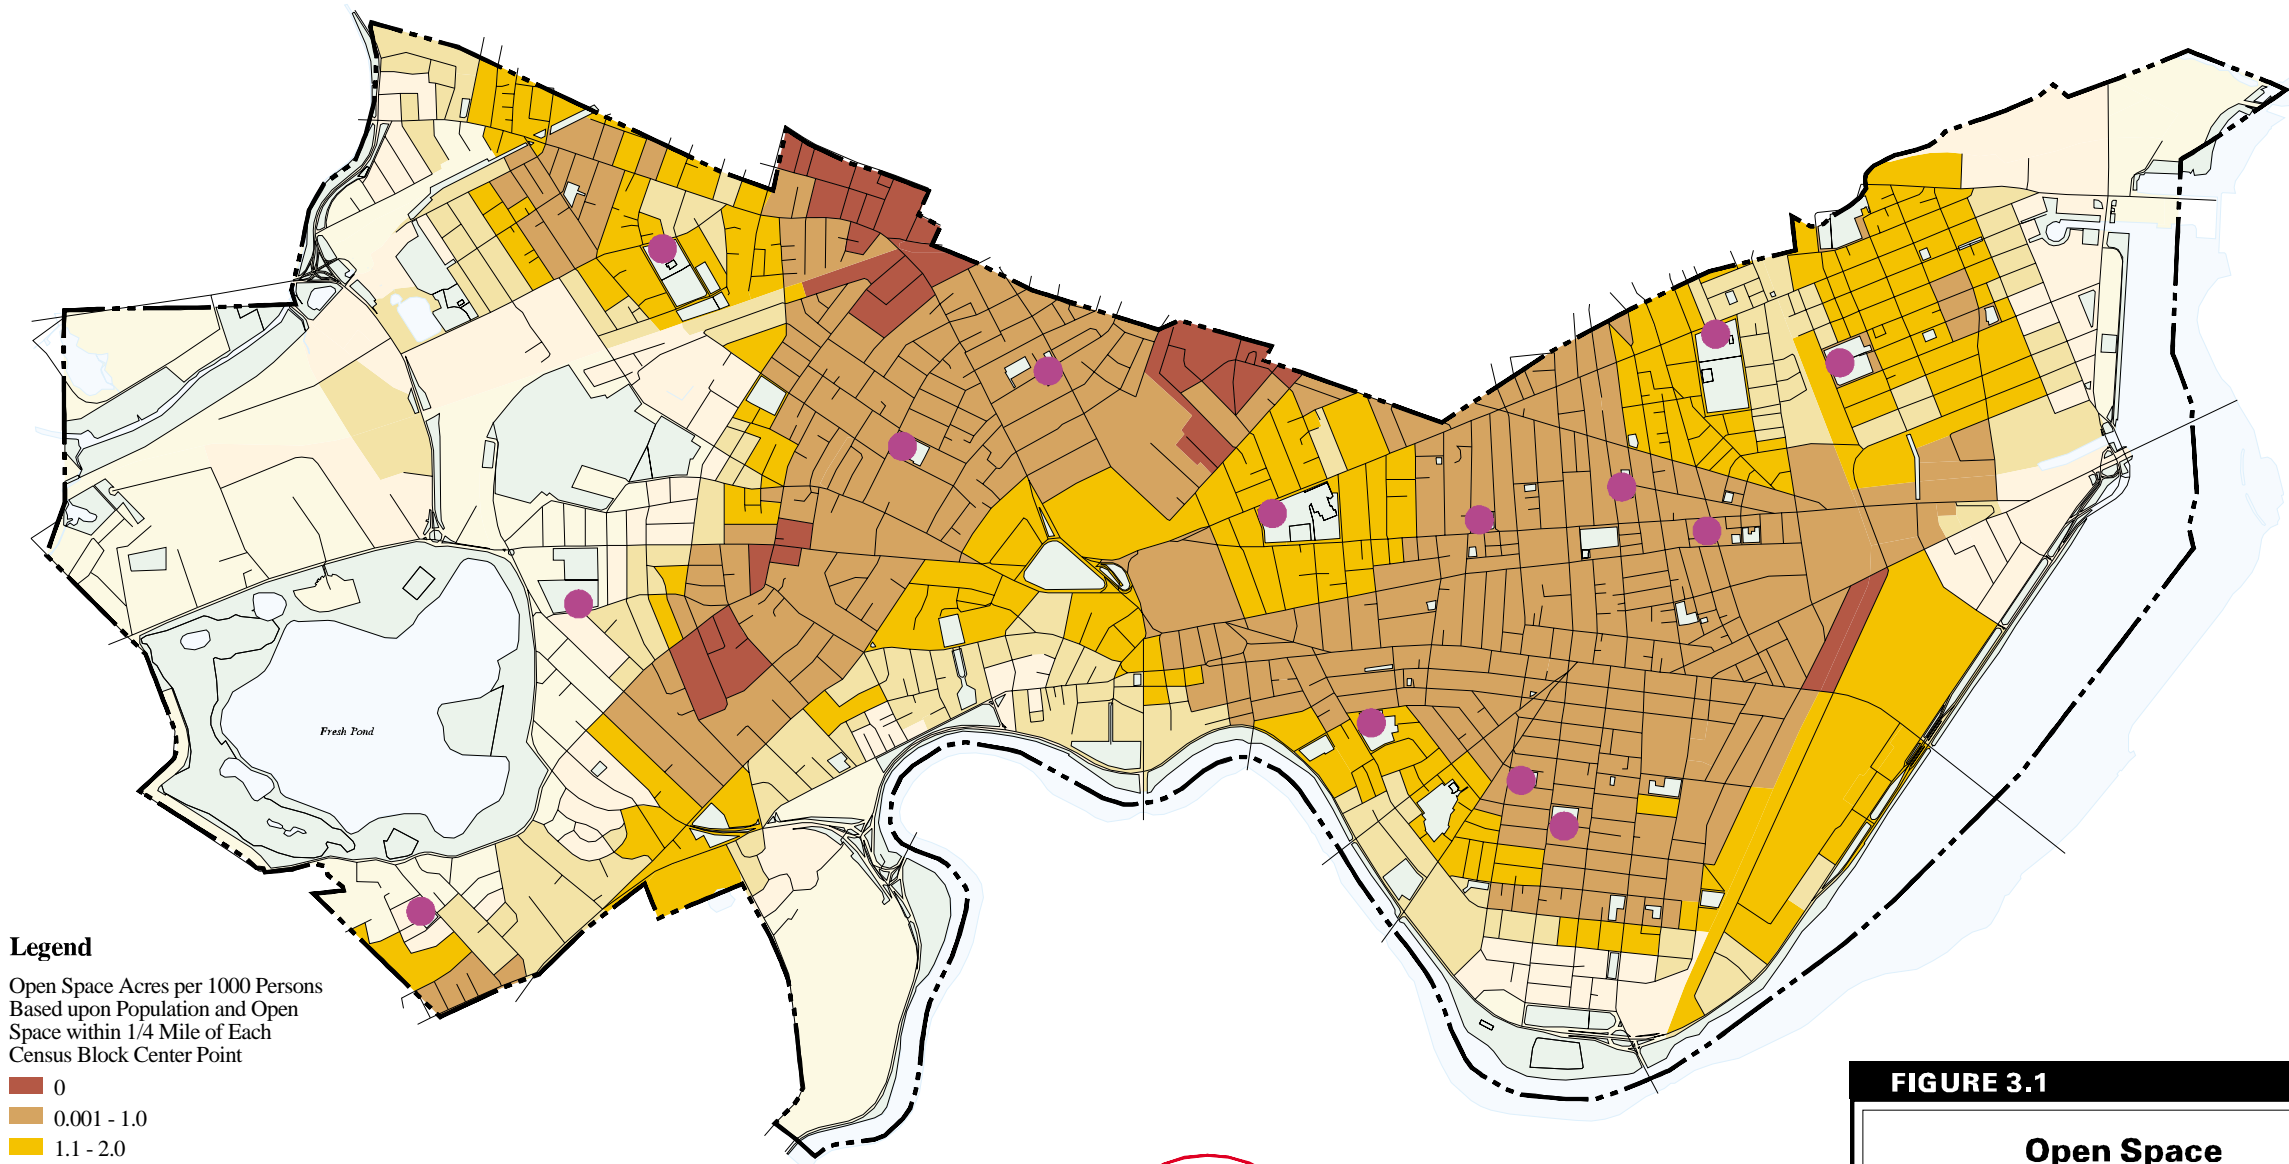 Fresh Pond
Legend
Open Space Acres per 1000 Persons
Based upon Population and Open
Space within 1/4 Mile of Each
Census Block Center Point
0
0.001 - 1.0
1.1 - 2.0
FIGURE 3.1
Open Space